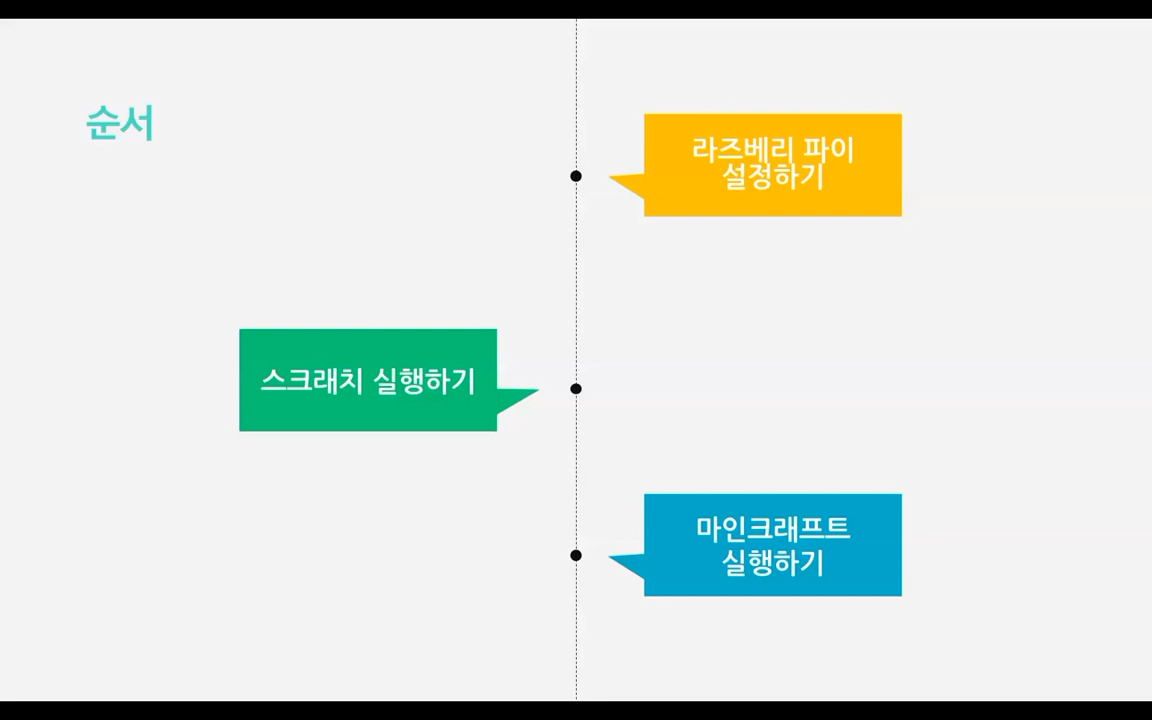 순서
라즈베리 파이
설정하기
스크래치 실행하기
마인크래프트
실행하기